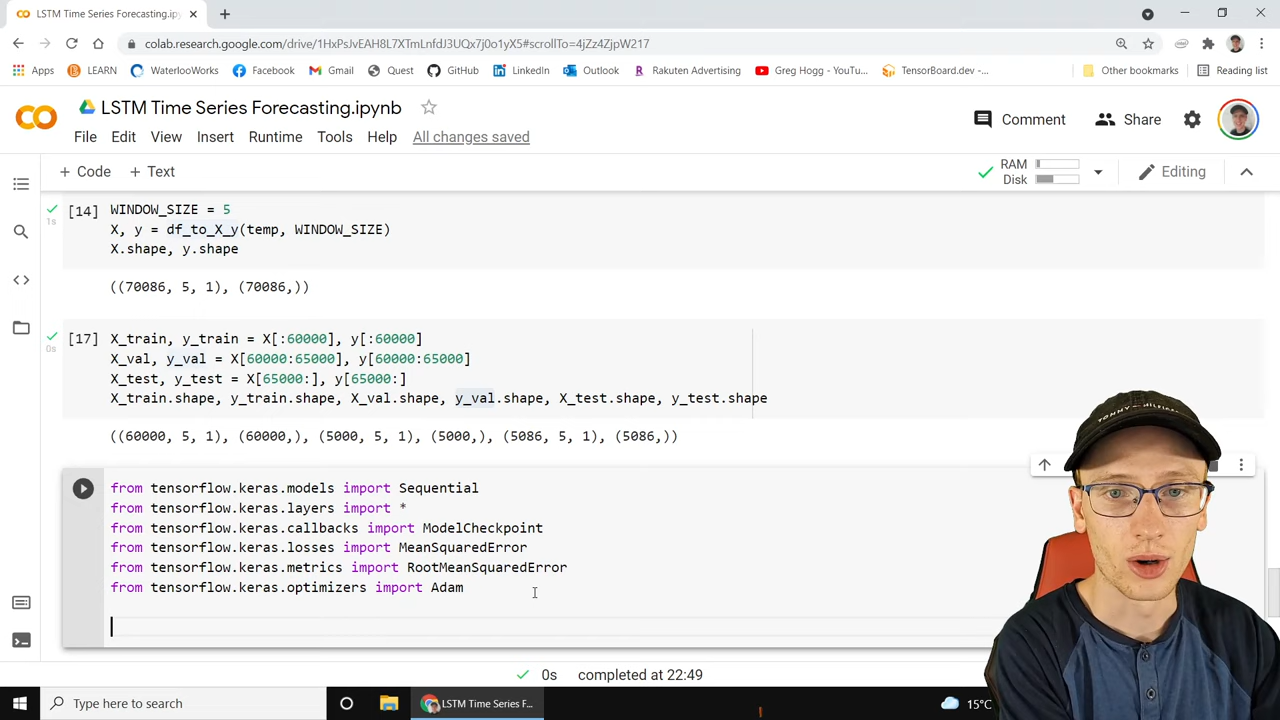 LSTM Time Series Forecasting.ipynb
colab.research.google.com/drive/1HxPsJvEAH8L7XTmLnfdJ3UQx7j0o1yX5#scrollTo=4jZz4ZjpW217
Apps LEARN WaterlooWorks Facebook Gmail Quest GitHub LinkedIn Outlook Rakuten Advertising Greg Hogg - YouTu... TensorBoard.dev -... Other bookmarks Reading list
LSTM Time Series Forecasting.ipynb
Comment Share
File Edit View Insert Runtime Tools Help All changes saved
+ Code + Text RAM Disk Editing
[14] WINDOW_SIZE = 5
1s
X, y = df_to_X_y(temp, WINDOW_SIZE)
X.shape, y.shape
((70086, 5, 1), (70086,))
[17] X_train, y_train = X[:60000], y[:60000]
0s
X_val, y_val = X[60000:65000], y[60000:65000]
X_test, y_test = X[65000:], y[65000:]
X_train.shape, y_train.shape, X_val.shape, y_val.shape, X_test.shape, y_test.shape
((60000, 5, 1), (60000,), (5000, 5, 1), (5000,), (5086, 5, 1), (5086,))
from tensorflow.keras.models import Sequential
from tensorflow.keras.layers import *
from tensorflow.keras.callbacks import ModelCheckpoint
from tensorflow.keras.losses import MeanSquaredError
from tensorflow.keras.metrics import RootMeanSquaredError
from tensorflow.keras.optimizers import Adam
0s completed at 22:49
Type here to search
LSTM Time Series F...
15°C